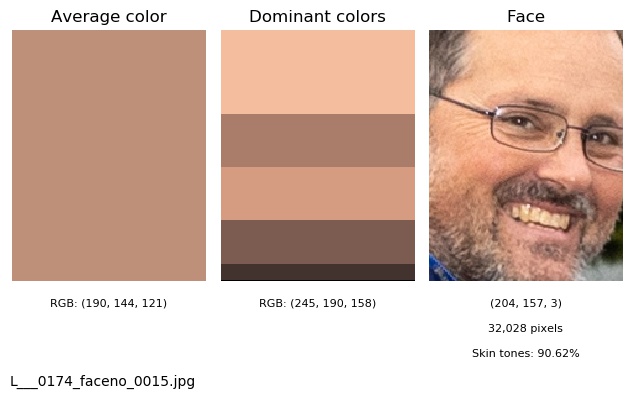 Average color
Dominant colors
Face
RGB: (190, 144, 121)
RGB: (245, 190, 158)
(204, 157, 3)
32,028 pixels
Skin tones: 90.62%
L___0174_faceno_0015.jpg